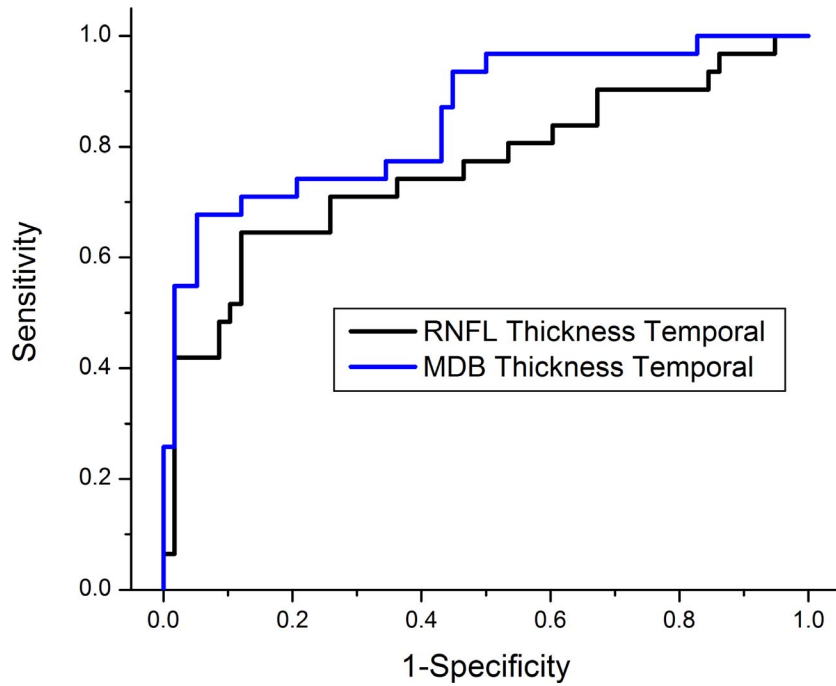 1.0
0.8
0.6
0.4
0.2
0.0
Sensitivity
RNFL Thickness Temporal
MDB Thickness Temporal
0.0 0.2 0.4 0.6 0.8 1.0
1-Specificity